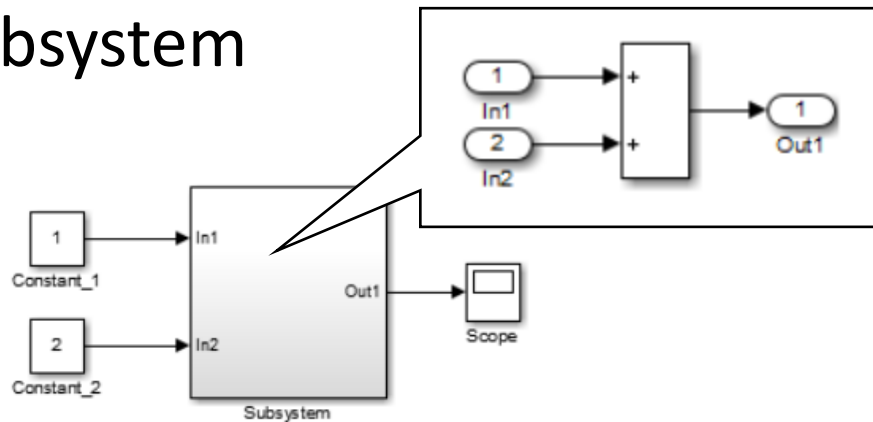 bsystem
1
+
In1
1
2
+
Out1
In2
1
In1
Constant_1
Out1
Scope
2
In2
Constant_2
Subsystem